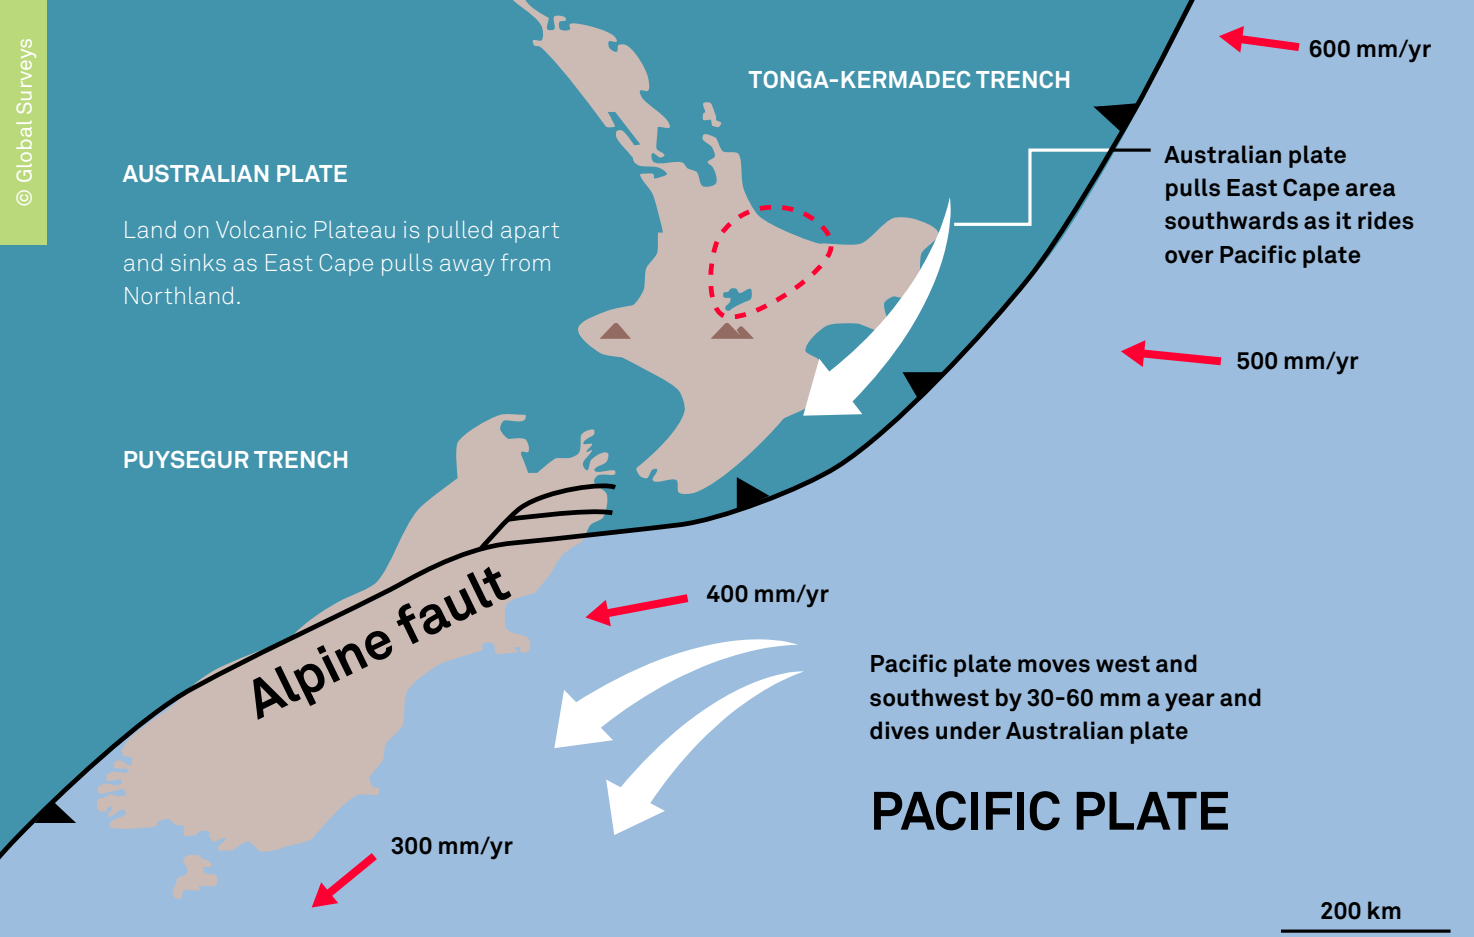 © Global Surveys
TONGA-KERMADEC TRENCH
600 mm/yr
AUSTRALIAN PLATE
Land on Volcanic Plateau is pulled apart
and sinks as East Cape pulls away from
Northland.
Australian plate
pulls East Cape area
southwards as it rides
over Pacific plate
500 mm/yr
PUYSEGUR TRENCH
Alpine fault
400 mm/yr
Pacific plate moves west and
southwest by 30-60 mm a year and
dives under Australian plate
PACIFIC PLATE
300 mm/yr
200 km